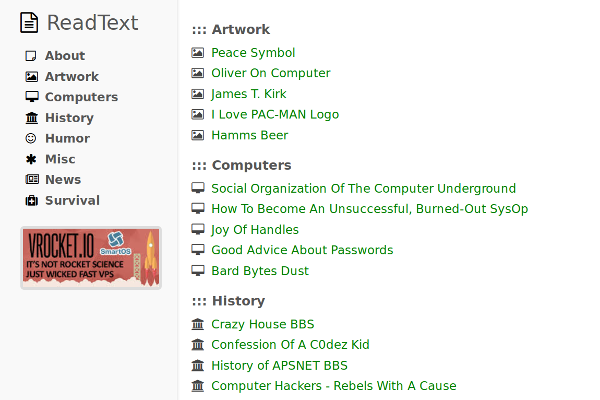 ReadText
About
Artwork
Computers
History
Humor
Misc
News
Survival
VROCKET.IO
SmartOS
IT'S NOT ROCKET SCIENCE
JUST WICKED FAST VPS
::: Artwork
Peace Symbol
Oliver On Computer
James T. Kirk
I Love PAC-MAN Logo
Hamms Beer
::: Computers
Social Organization Of The Computer Underground
How To Become An Unsuccessful, Burned-Out SysOp
Joy Of Handles
Good Advice About Passwords
Bard Bytes Dust
::: History
Crazy House BBS
Confession Of A C0dez Kid
History of APSNET BBS
Computer Hackers - Rebels With A Cause